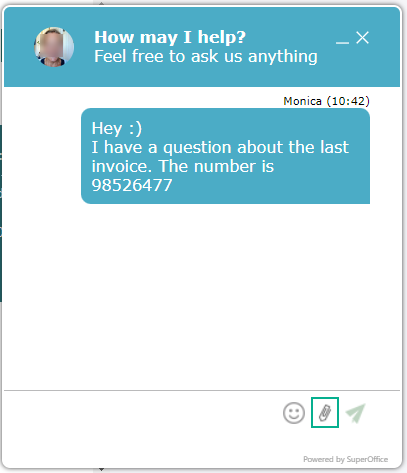 How may I help?
Feel free to ask us anything
Monica (10:42)
Hey :)
I have a question about the last
invoice. The number is
98526477
Powered by SuperOffice